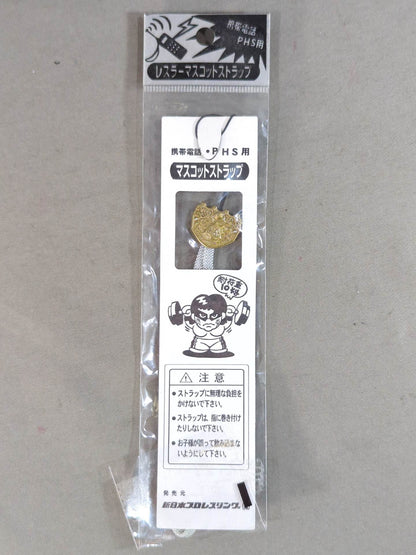 携帯電話
PHS用
レスラーマスコットストラップ
携帯電話・PHS用
マスコットストラップ
耐荷重
10kg
⚠ 注意
●ストラップに無理な負担を
かけないで下さい。
●ストラップは、指に巻き付け
たりしないで下さい。
●お子様が誤って飲み込まな
いようにして下さい。
発売元
新日本プロレスリング㈱